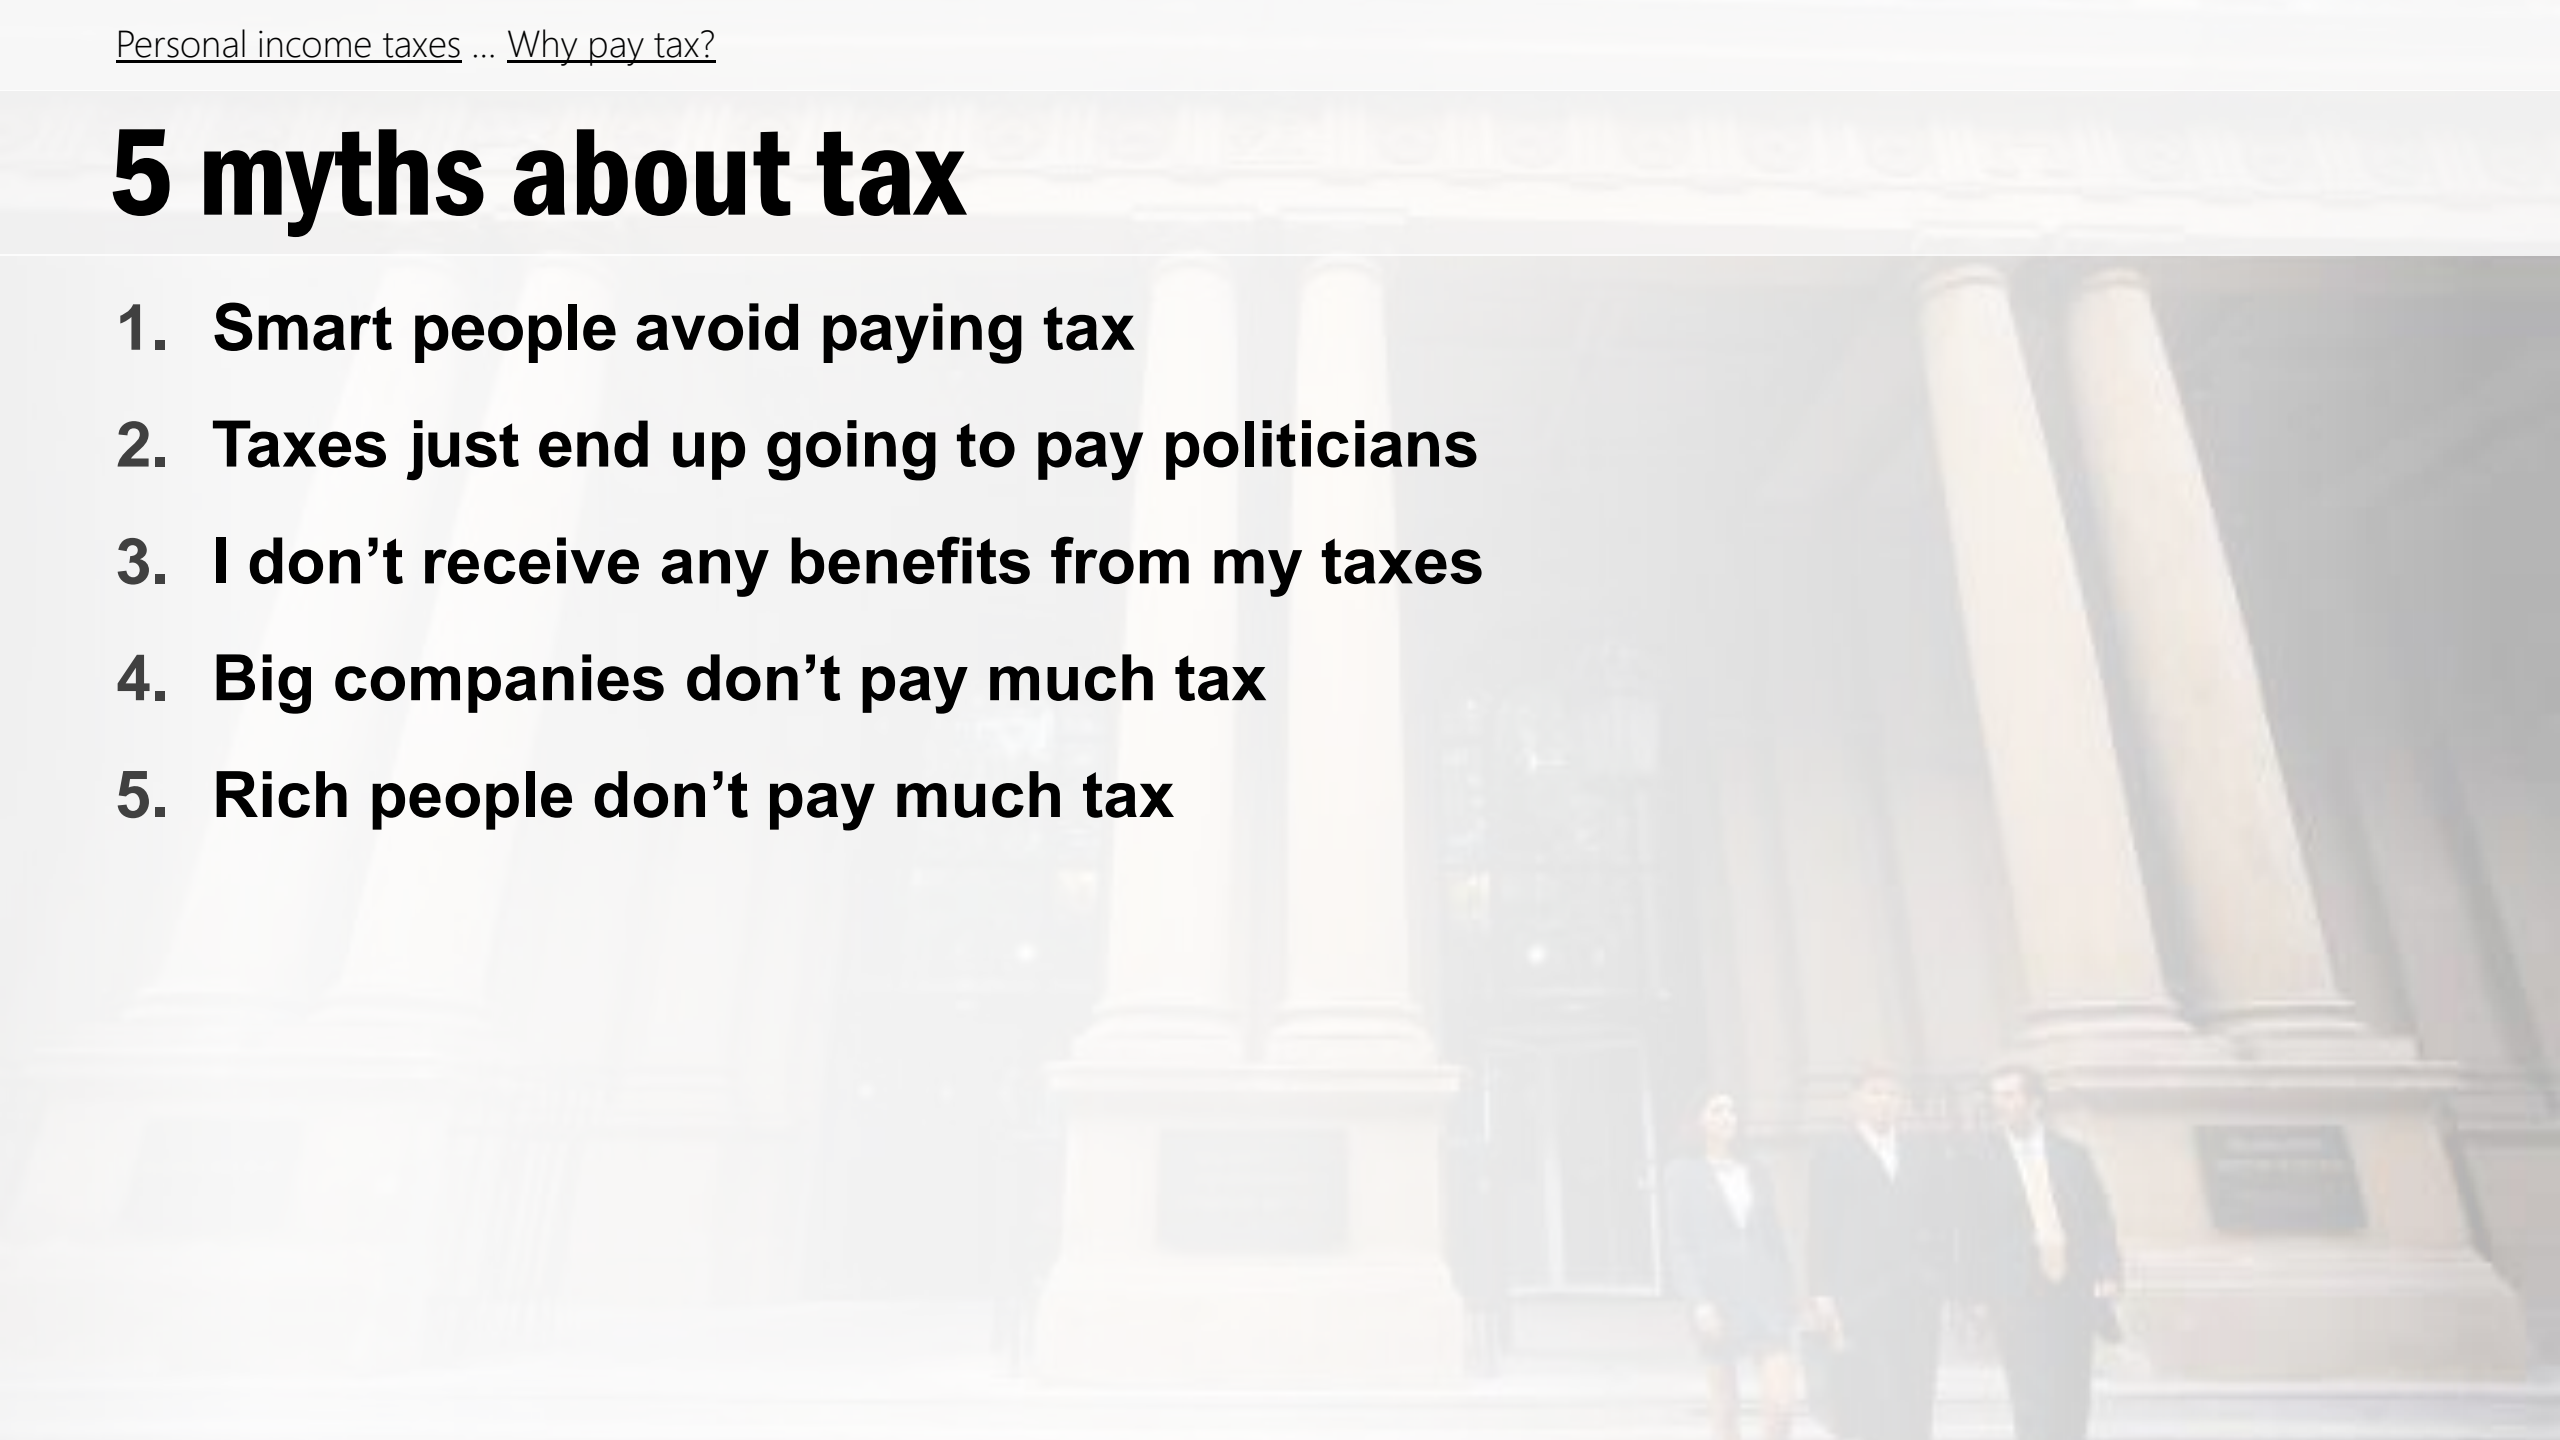 Personal income taxes ... Why pay tax?
5 myths about tax
1. Smart people avoid paying tax
2. Taxes just end up going to pay politicians
3. I don’t receive any benefits from my taxes
4. Big companies don’t pay much tax
5. Rich people don’t pay much tax